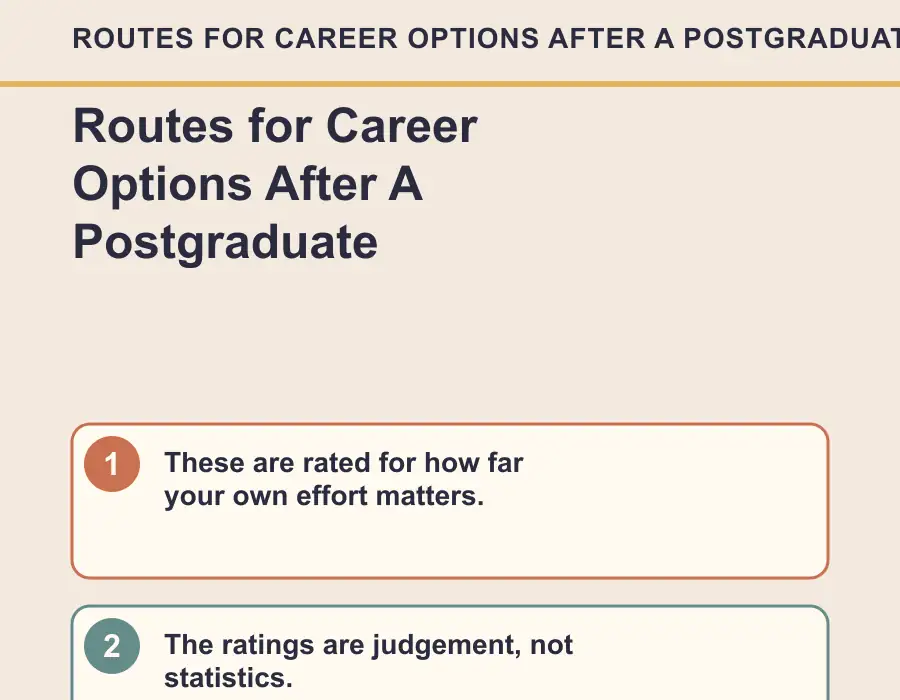 ROUTES FOR CAREER OPTIONS AFTER A POSTGRADUAT
Routes for Career
Options After A
Postgraduate
1
These are rated for how far
your own effort matters.
2
The ratings are judgement, not
statistics.